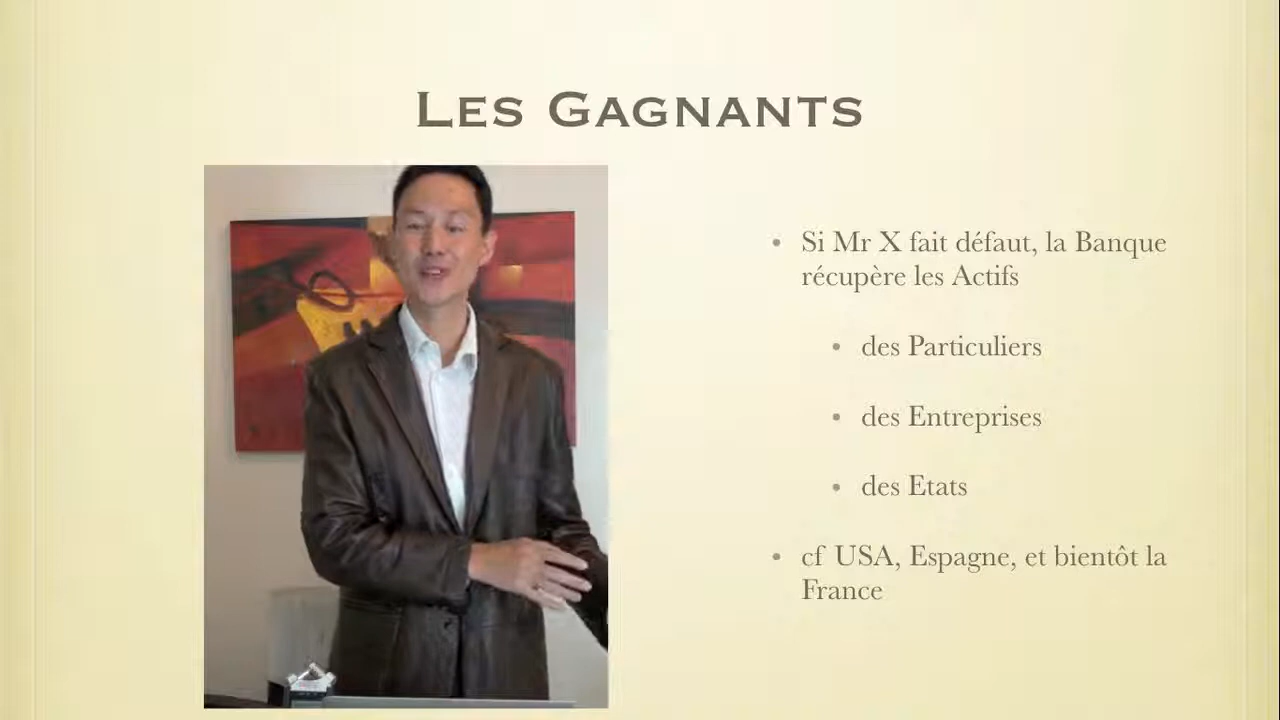 Les Gagnants
• Si Mr X fait défaut, la Banque
récupère les Actifs
• des Particuliers
• des Entreprises
• des Etats
• cf USA, Espagne, et bientôt la
France